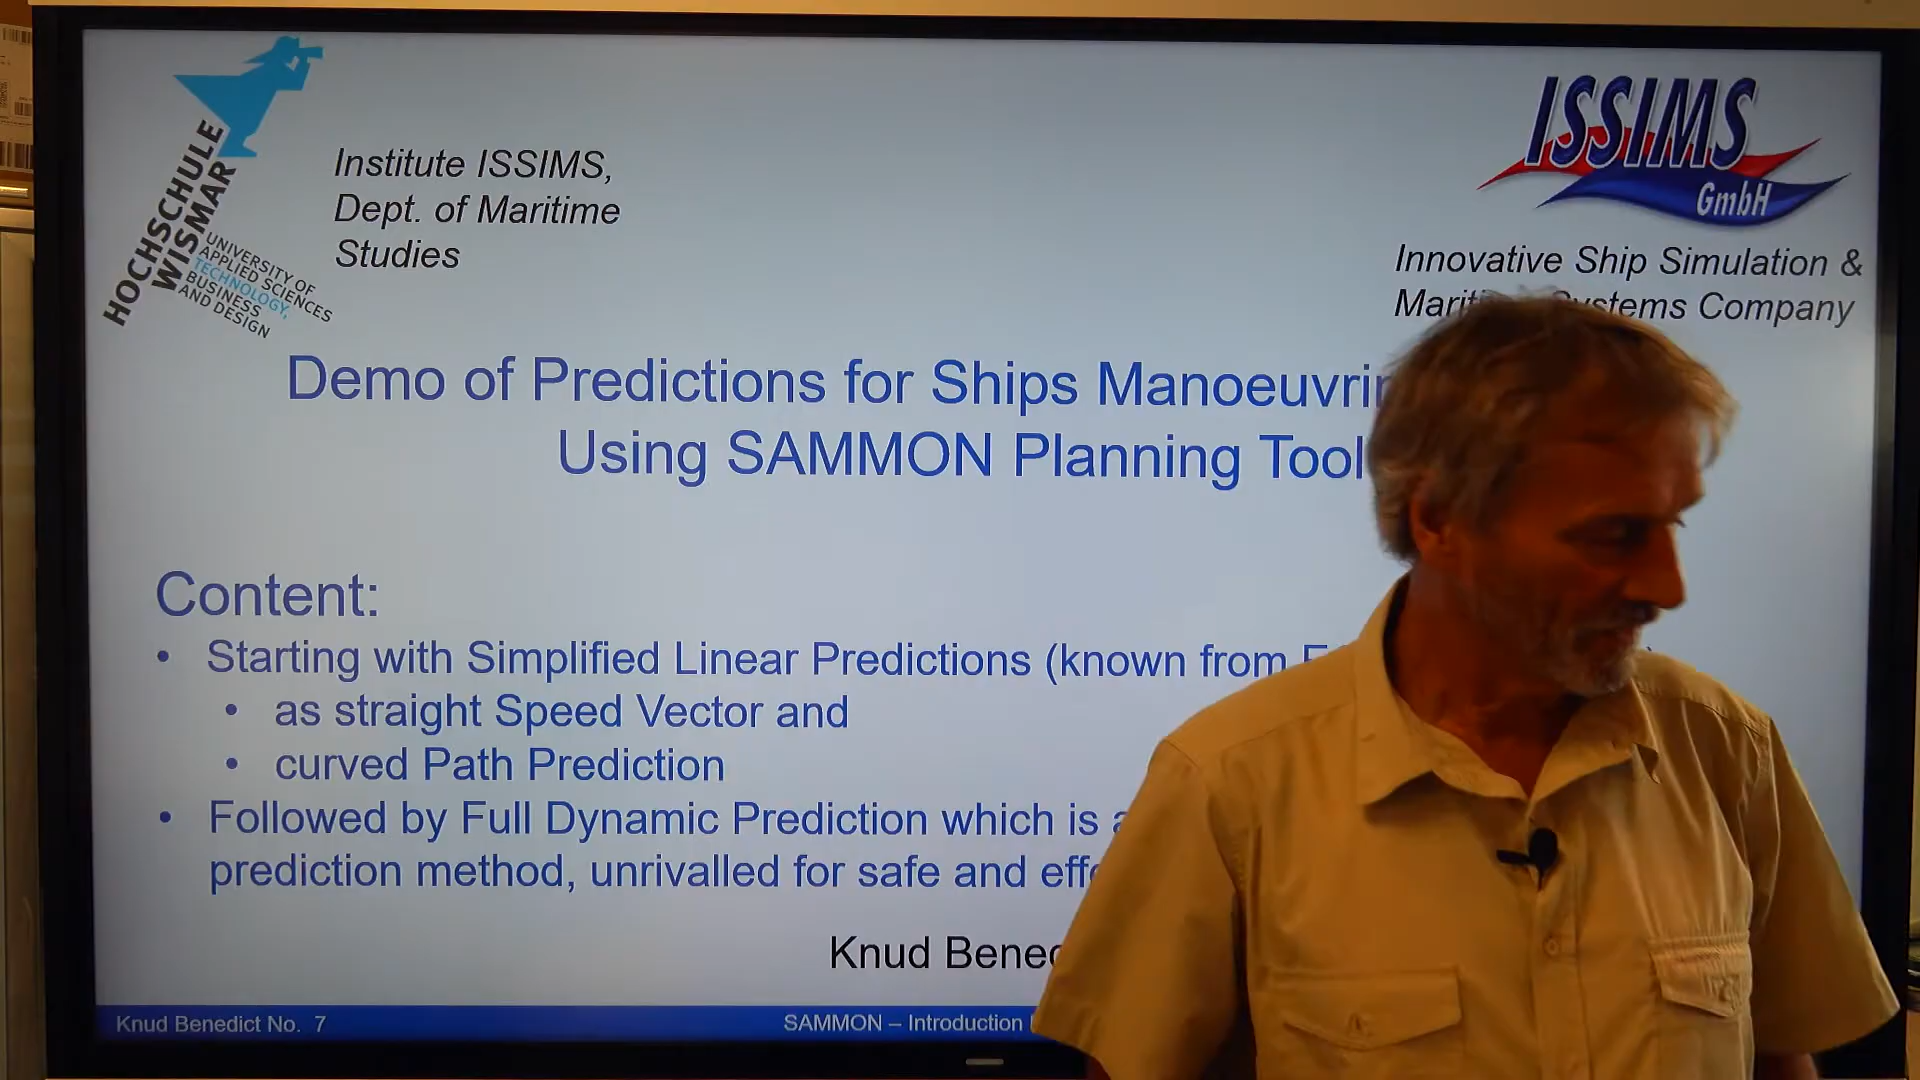 HOCHSCHULE
WISMAR
UNIVERSITY OF
APPLIED SCIENCES
TECHNOLOGY,
BUSINESS
AND DESIGN
Institute ISSIMS,
Dept. of Maritime
Studies
ISSIMS
GmbH
Innovative Ship Simulation &
Systems Company
Demo of Predictions for Ships
Using SAMMON Planning Tool
Content:
• Starting with Simplified Linear Predictions (known from
• as straight Speed Vector and
• curved Path Prediction
• Followed by Full Dynamic Prediction which is
prediction method, unrivalled for safe and
Knud
Knud Benedict No. 7
SAMMON – Introduction